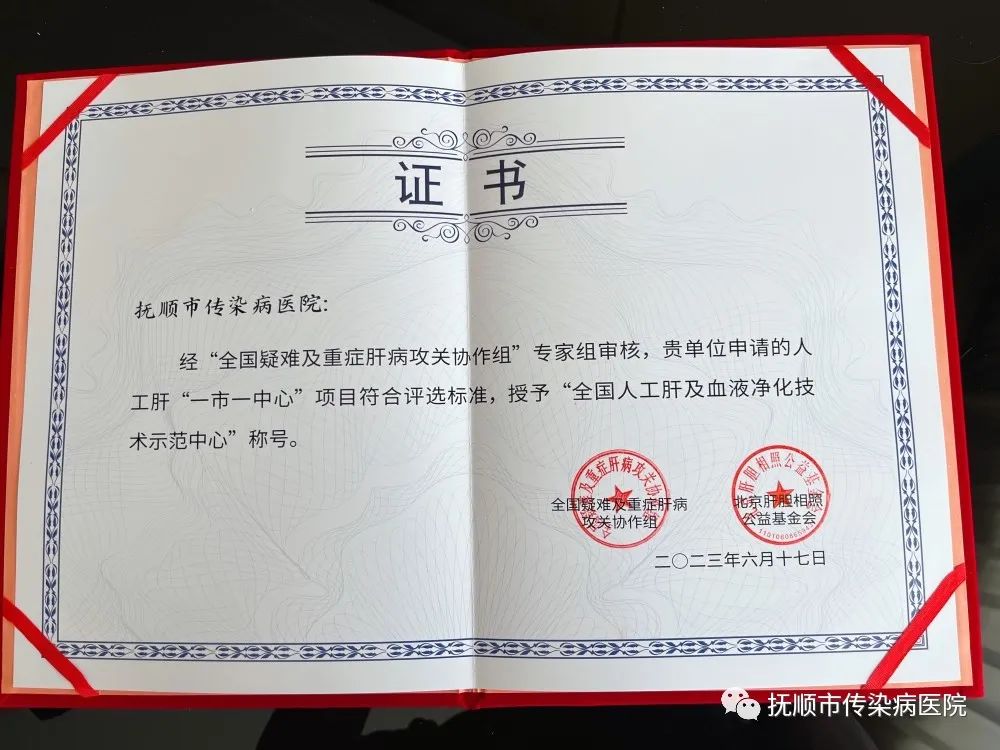 证书
抚顺市传染病医院:
经“全国疑难及重症肝病攻关协作组”专家组审核，贵单位申请的人
工肝“一市一中心”项目符合评选标准，授予“全国人工肝及血液净化技
术示范中心”称号。
全国疑难及重症肝病
攻关协作组
北京肝胆相照
公益基金会
二〇二三年六月十七日
抚顺市传染病医院